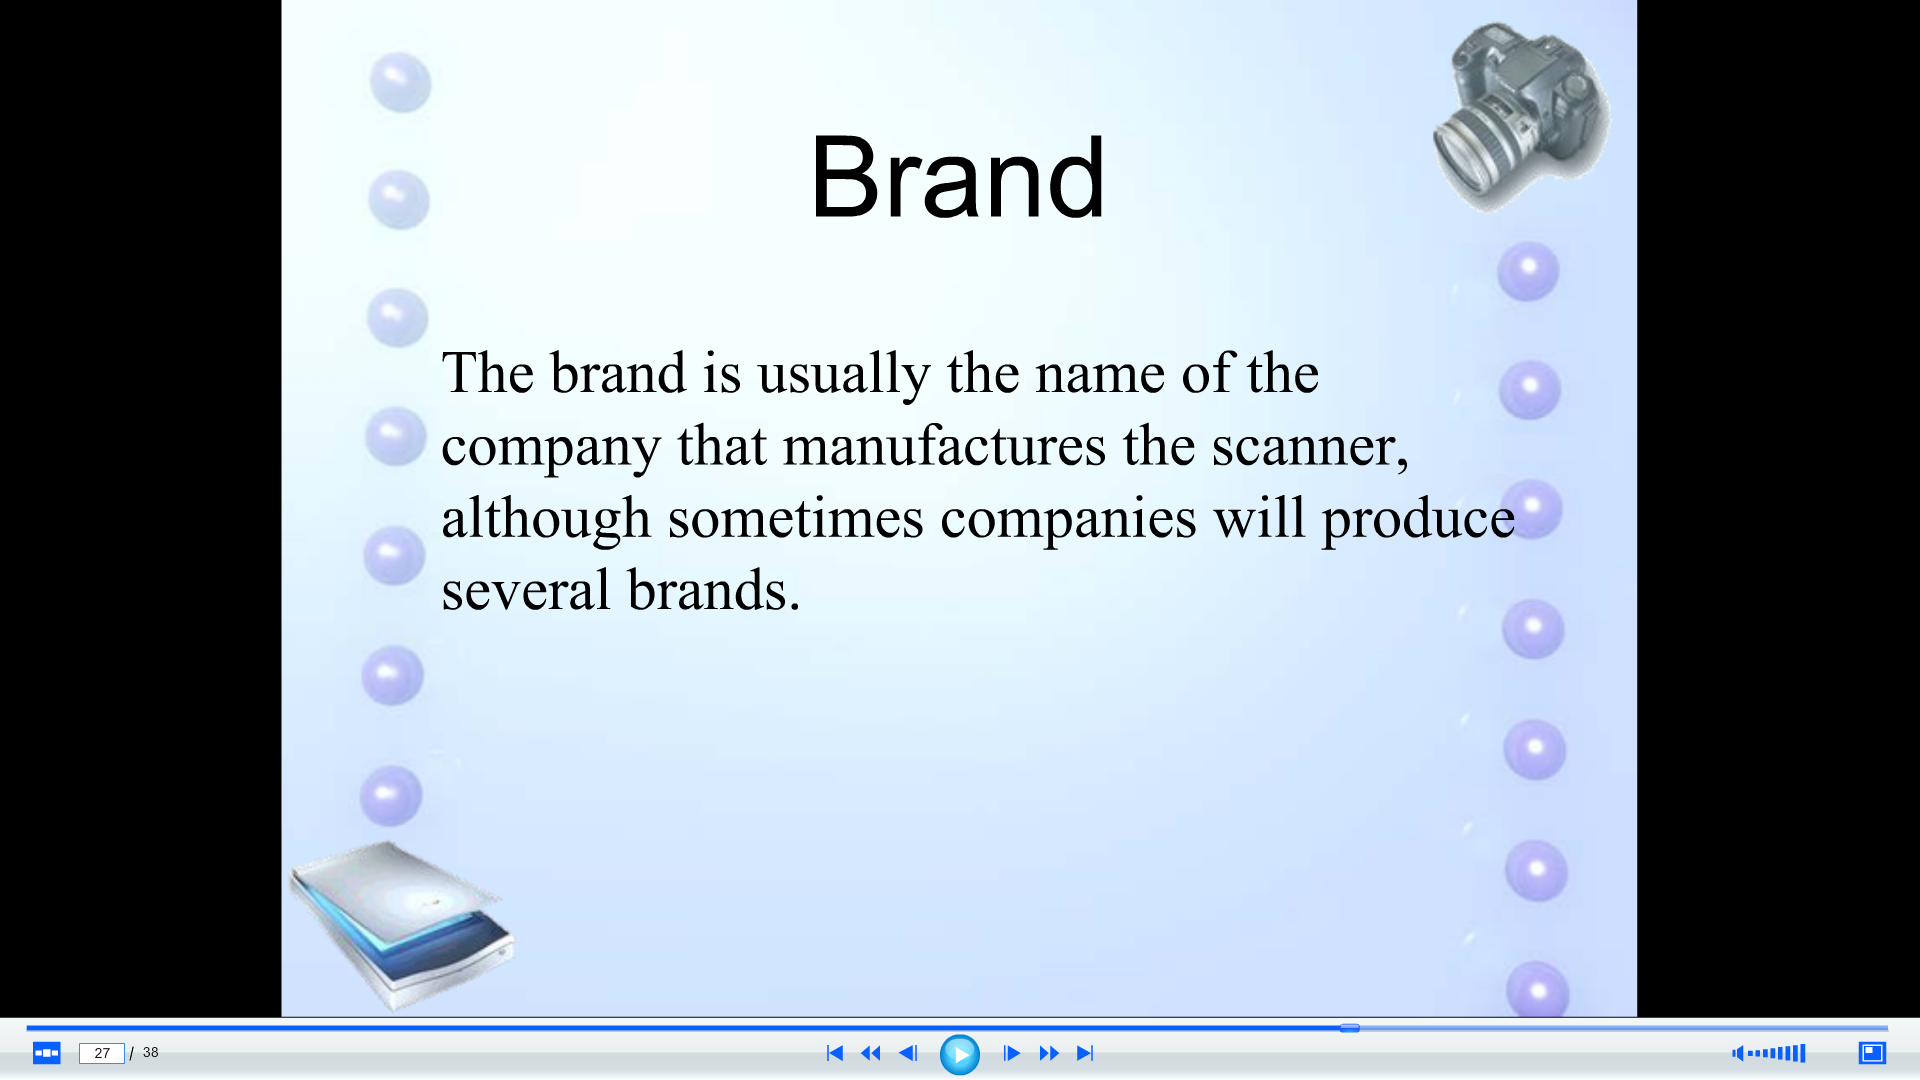 Brand
The brand is usually the name of the
company that manufactures the scanner,
although sometimes companies will produce
several brands.
27 / 38